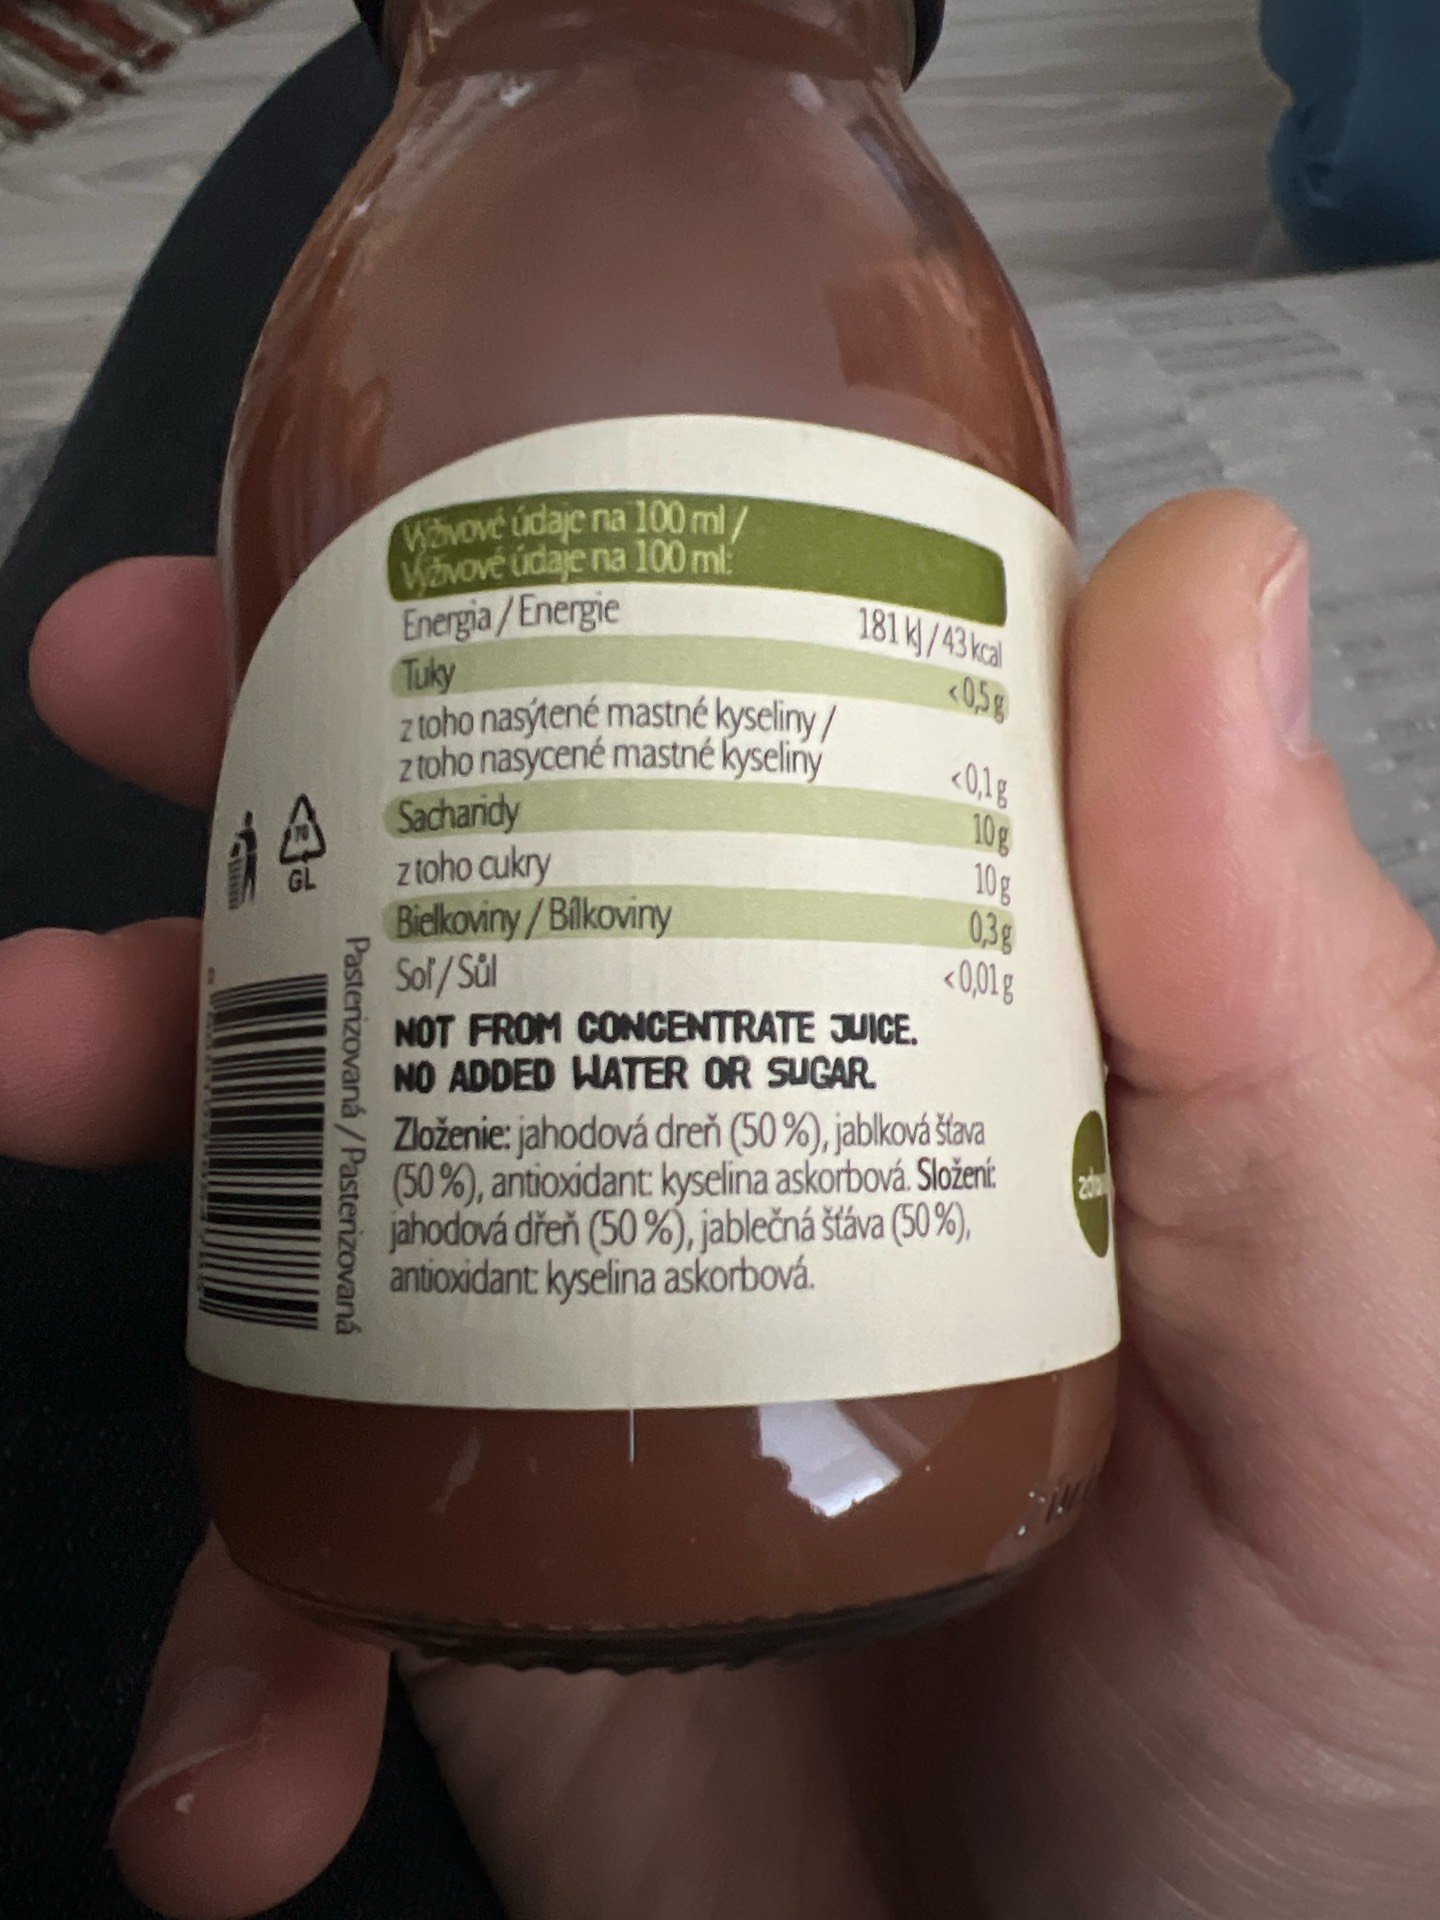 Výživové údaje na 100 ml /
Výživové údaje na 100 ml:
Energia / Energie 181 kJ / 43 kcal
Tuky <0,5 g
z toho nasýtené mastné kyseliny /
z toho nasycené mastné kyseliny <0,1 g
Sacharidy 10 g
z toho cukry 10 g
Bielkoviny / Bílkoviny 0,3 g
Soľ / Sůl <0,01 g
NOT FROM CONCENTRATE JUICE.
NO ADDED WATER OR SUGAR.
Zloženie: jahodová dreň (50 %), jablková šťava
(50 %), antioxidant: kyselina askorbová. Složení:
jahodová dřeň (50 %), jablečná šťáva (50 %),
antioxidant: kyselina askorbová.
70
GL
Pasterizovaná / Pasterizovaná